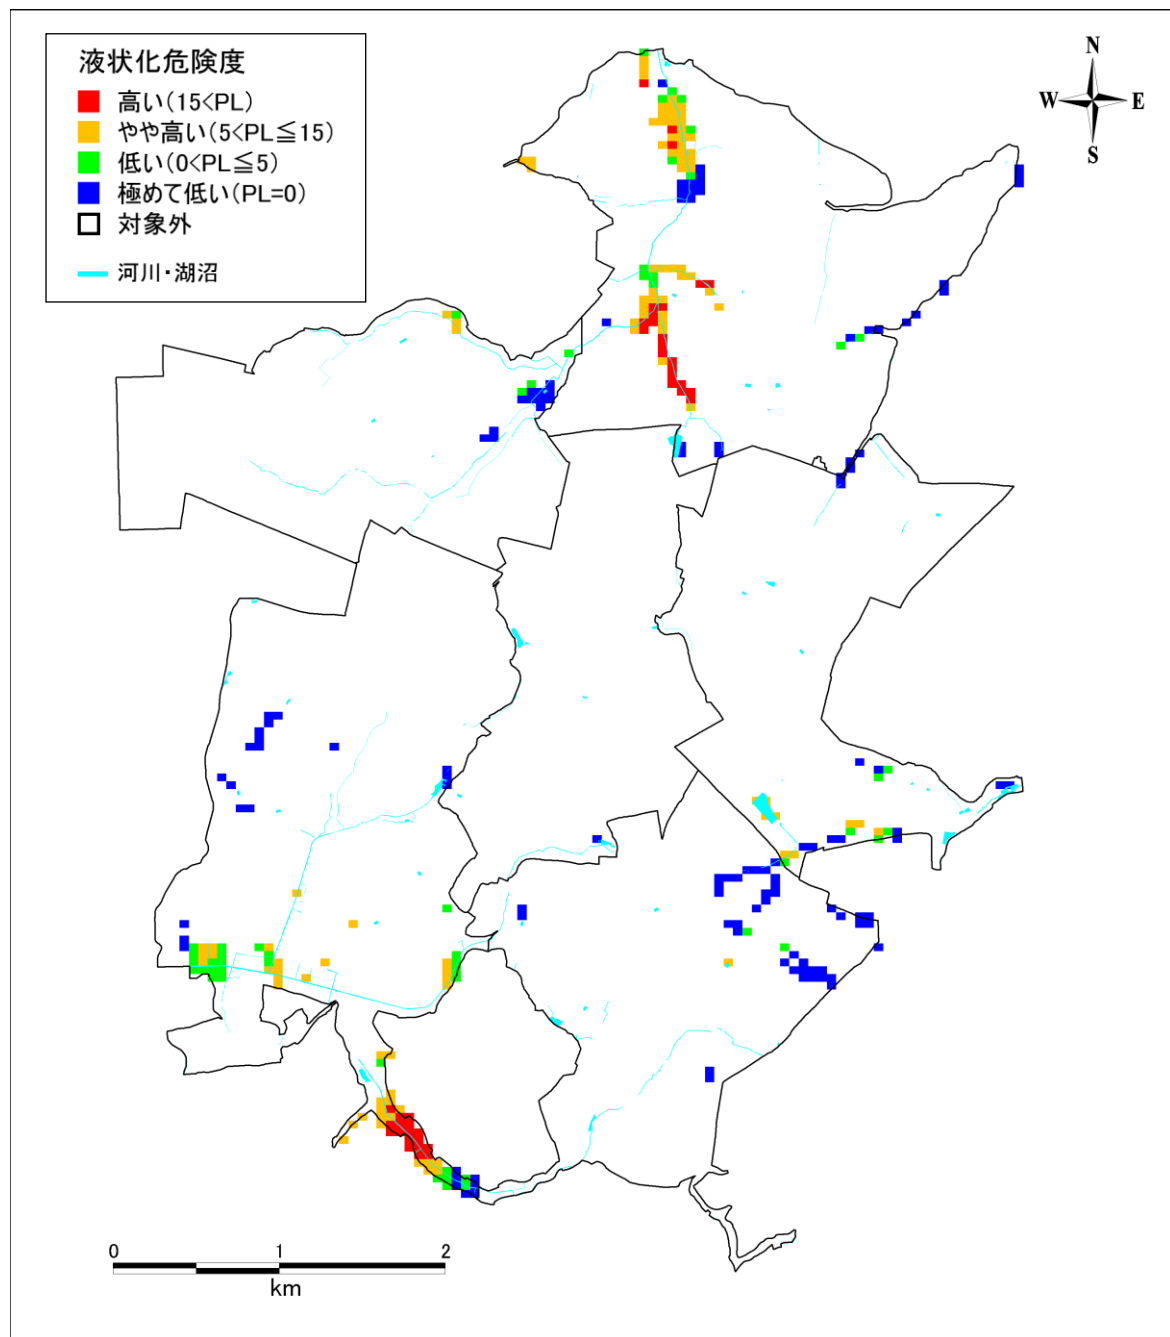 液状化危険度
高い(15<PL)
やや高い(5<PL≦15)
低い(0<PL≦5)
極めて低い(PL=0)
対象外
河川・湖沼
N
W E
S
0 1 2
km